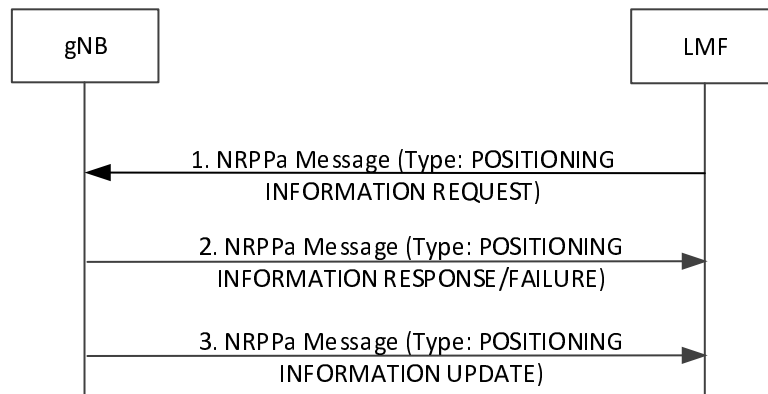 gNB
LMF
1. NRPPa Message (Type: POSITIONING
INFORMATION REQUEST)
2. NRPPa Message (Type: POSITIONING
INFORMATION RESPONSE/FAILURE)
3. NRPPa Message (Type: POSITIONING
INFORMATION UPDATE)